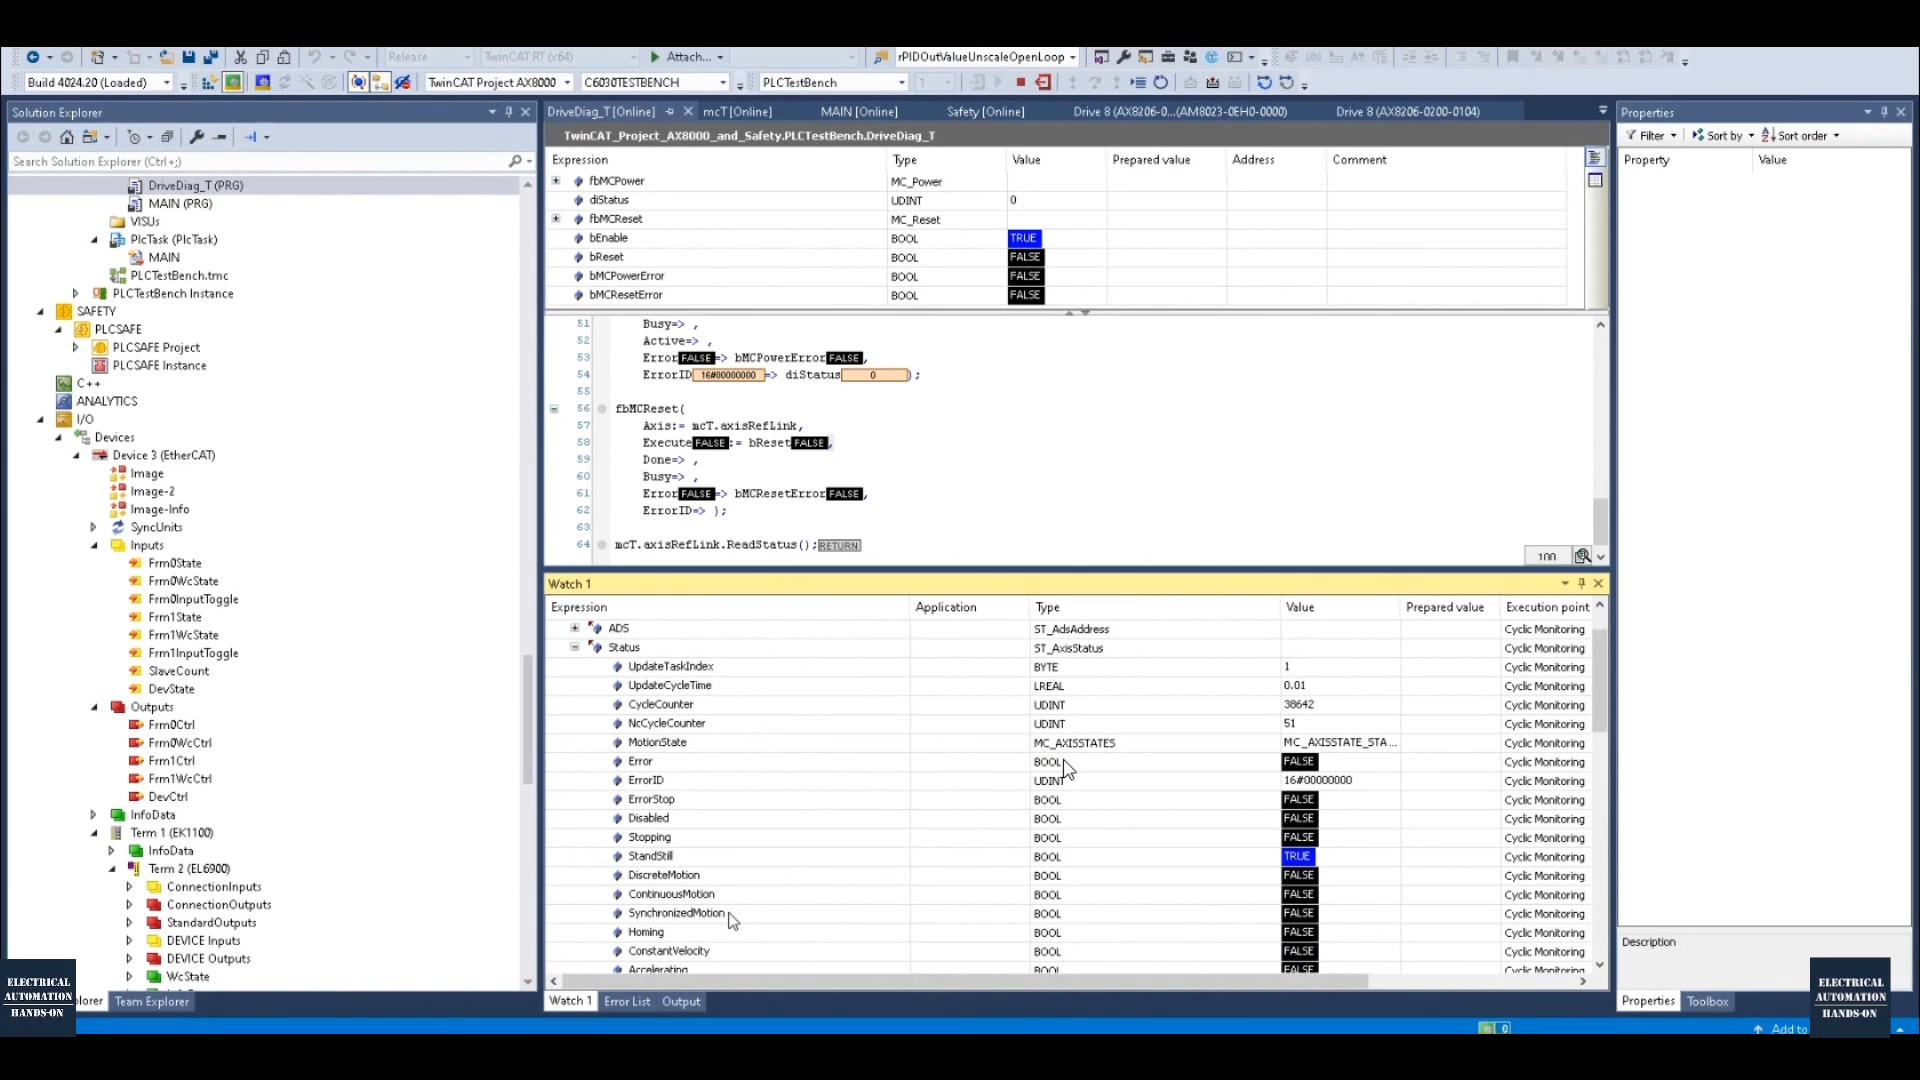 Release
TwinCAT RT (x64)
Attach...
rPIDOutValueUnscaleOpenLoop
Build 4024.20 (Loaded)
TwinCAT Project AX8000
C6030TESTBENCH
PLCTestBench
1
Solution Explorer
Search Solution Explorer (Ctrl+;)
DriveDiag_T (PRG)
MAIN (PRG)
VISUs
PlcTask (PlcTask)
MAIN
PLCTestBench.tmc
PLCTestBench Instance
SAFETY
PLCSAFE
PLCSAFE Project
PLCSAFE Instance
C++
ANALYTICS
I/O
Devices
Device 3 (EtherCAT)
Image
Image-2
Image-Info
SyncUnits
Inputs
Frm0State
Frm0WcState
Frm0InputToggle
Frm1State
Frm1WcState
Frm1InputToggle
SlaveCount
DevState
Outputs
Frm0Ctrl
Frm0WcCtrl
Frm1Ctrl
Frm1WcCtrl
DevCtrl
InfoData
Term 1 (EK1100)
InfoData
Term 2 (EL6900)
ConnectionInputs
ConnectionOutputs
StandardOutputs
DEVICE Inputs
DEVICE Outputs
WcState
plorer Team Explorer
ELECTRICAL
AUTOMATION
HANDS-ON
DriveDiag_T [Online] mcT [Online] MAIN [Online] Safety [Online] Drive 8 (AX8206-0...(AM8023-0EH0-0000) Drive 8 (AX8206-0200-0104)
TwinCAT_Project_AX8000_and_Safety.PLCTestBench.DriveDiag_T
Expression Type Value Prepared value Address Comment
fbMCPower MC_Power
diStatus UDINT 0
fbMCReset MC_Reset
bEnable BOOL TRUE
bReset BOOL FALSE
bMCPowerError BOOL FALSE
bMCResetError BOOL FALSE
51 Busy=> ,
52 Active=> ,
53 Error FALSE => bMCPowerError FALSE ,
54 ErrorID 16#00000000 => diStatus 0 );
55
56 fbMCReset(
57 Axis:= mcT.axisRefLink,
58 Execute FALSE := bReset FALSE ,
59 Done=> ,
60 Busy=> ,
61 Error FALSE => bMCResetError FALSE ,
62 ErrorID=> );
63
64 mcT.axisRefLink.ReadStatus(); RETURN
100
Watch 1
Expression Application Type Value Prepared value Execution point
ADS ST_AdsAddress Cyclic Monitoring
Status ST_AxisStatus Cyclic Monitoring
UpdateTaskIndex BYTE 1 Cyclic Monitoring
UpdateCycleTime LREAL 0.01 Cyclic Monitoring
CycleCounter UDINT 38642 Cyclic Monitoring
NcCycleCounter UDINT 51 Cyclic Monitoring
MotionState MC_AXISSTATES MC_AXISSTATE_STA... Cyclic Monitoring
Error BOOL FALSE Cyclic Monitoring
ErrorID UDINT 16#00000000 Cyclic Monitoring
ErrorStop BOOL FALSE Cyclic Monitoring
Disabled BOOL FALSE Cyclic Monitoring
Stopping BOOL FALSE Cyclic Monitoring
StandStill BOOL TRUE Cyclic Monitoring
DiscreteMotion BOOL FALSE Cyclic Monitoring
ContinuousMotion BOOL FALSE Cyclic Monitoring
SynchronizedMotion BOOL FALSE Cyclic Monitoring
Homing BOOL FALSE Cyclic Monitoring
ConstantVelocity BOOL FALSE Cyclic Monitoring
Accelerating BOOL FALSE Cyclic Monitoring
Watch 1 Error List Output
0
Properties
Filter Sort by Sort order
Property Value
Description
Properties Toolbox
Add to
ELECTRICAL
AUTOMATION
HANDS-ON